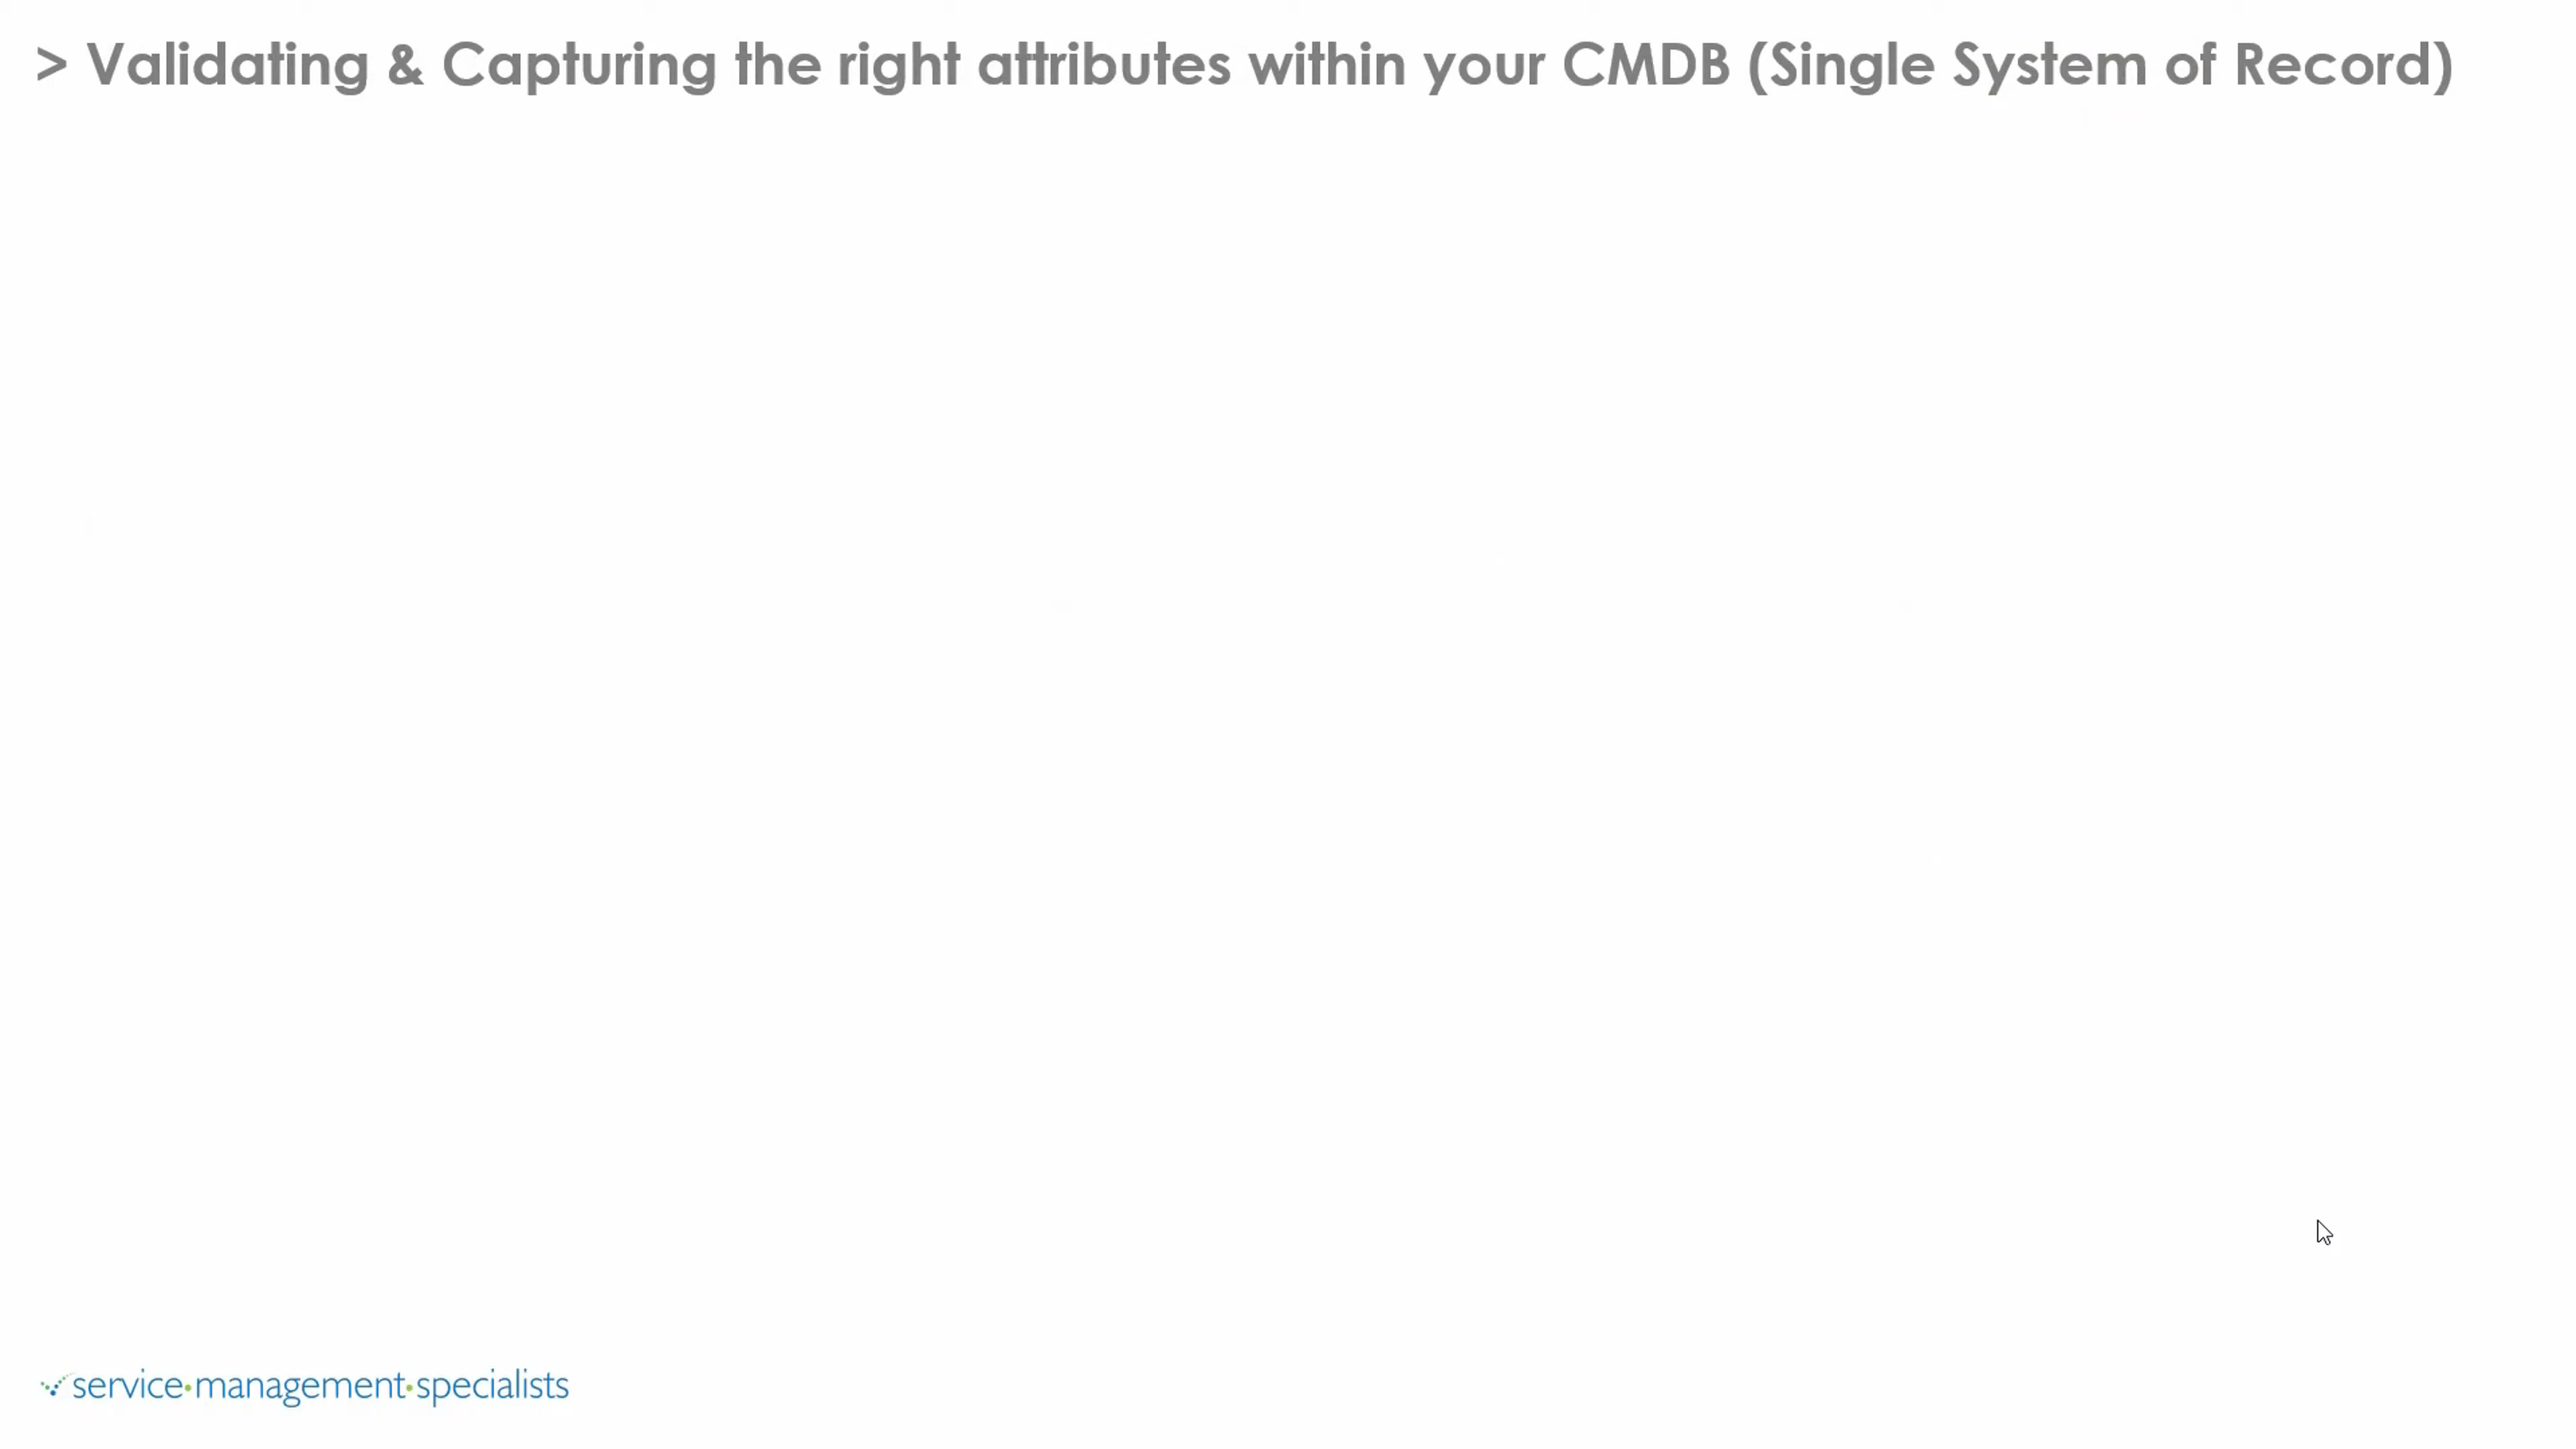 > Validating & Capturing the right attributes within your CMDB (Single System of Record)
service•management•specialists